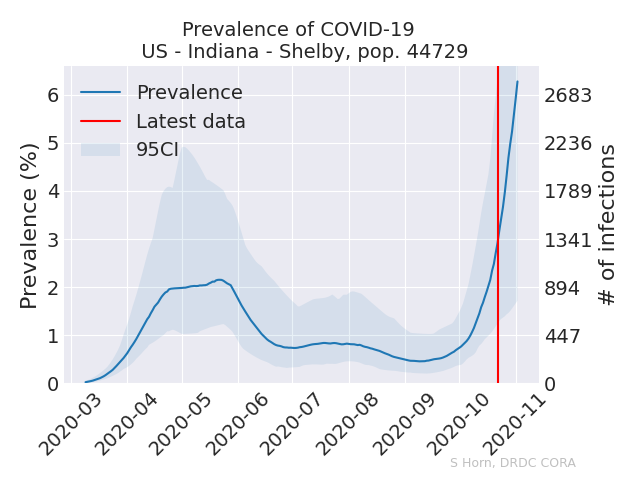 Prevalence of COVID-19
US - Indiana - Shelby, pop. 44729
Prevalence
Latest data
95CI
Prevalence (%)
6
5
4
3
2
1
0
2683
2236
1789
1341
894
447
0
# of infections
2020-03
2020-04
2020-05
2020-06
2020-07
2020-08
2020-09
2020-10
2020-11
S Horn, DRDC CORA